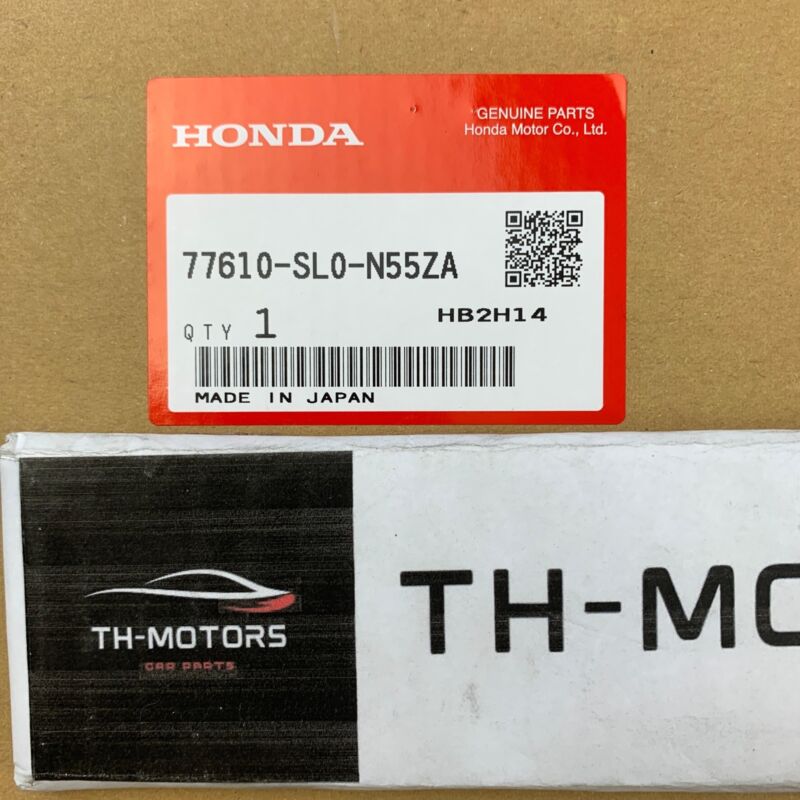 HONDA
GENUINE PARTS
Honda Motor Co., Ltd.
77610-SL0-N55ZA
HB2H14
QTY 1
MADE IN JAPAN
TH-MOTORS
CAR PARTS
TH-MO